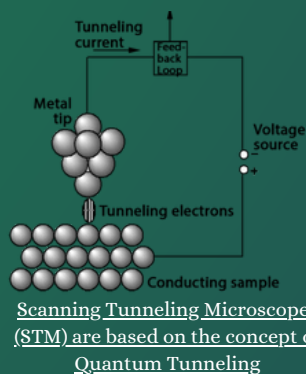 Tunneling
current
Feed-
back
Loop
Metal
tip
Voltage
source
−
+
Tunneling electrons
Conducting sample
Scanning Tunneling Microscope
(STM) are based on the concept
Quantum Tunneling